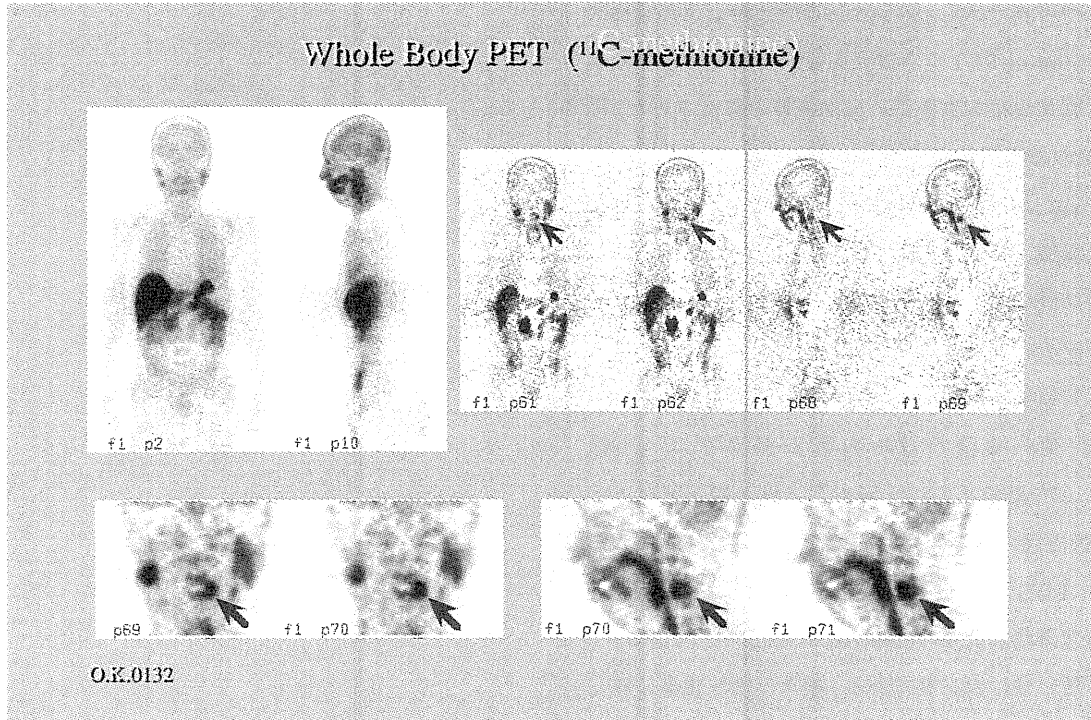 Whole Body PET (¹¹C-methionine)
f1 p2
f1 p10
f1 p61
f1 p62
f1 p68
f1 p69
p69
f1 p70
f1 p70
f1 p71
O.K.0132